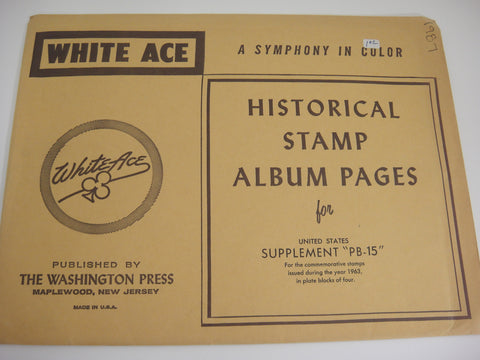 WHITE ACE
A SYMPHONY IN COLOR
HISTORICAL
STAMP
ALBUM PAGES
for
UNITED STATES
SUPPLEMENT "PB-15"
For the commemorative stamps
issued during the year 1963,
in plate blocks of four.
White Ace
PUBLISHED BY
THE WASHINGTON PRESS
MAPLEWOOD, NEW JERSEY
MADE IN U.S.A.